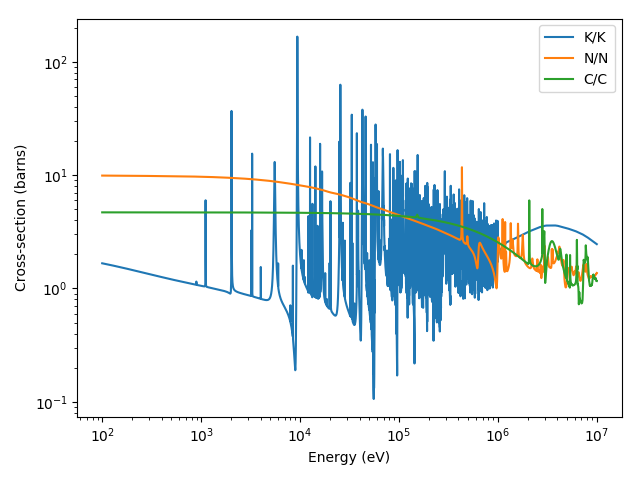 K/K
N/N
C/C
Cross-section (barns)
10²
10¹
10⁰
10⁻¹
10² 10³ 10⁴ 10⁵ 10⁶ 10⁷
Energy (eV)